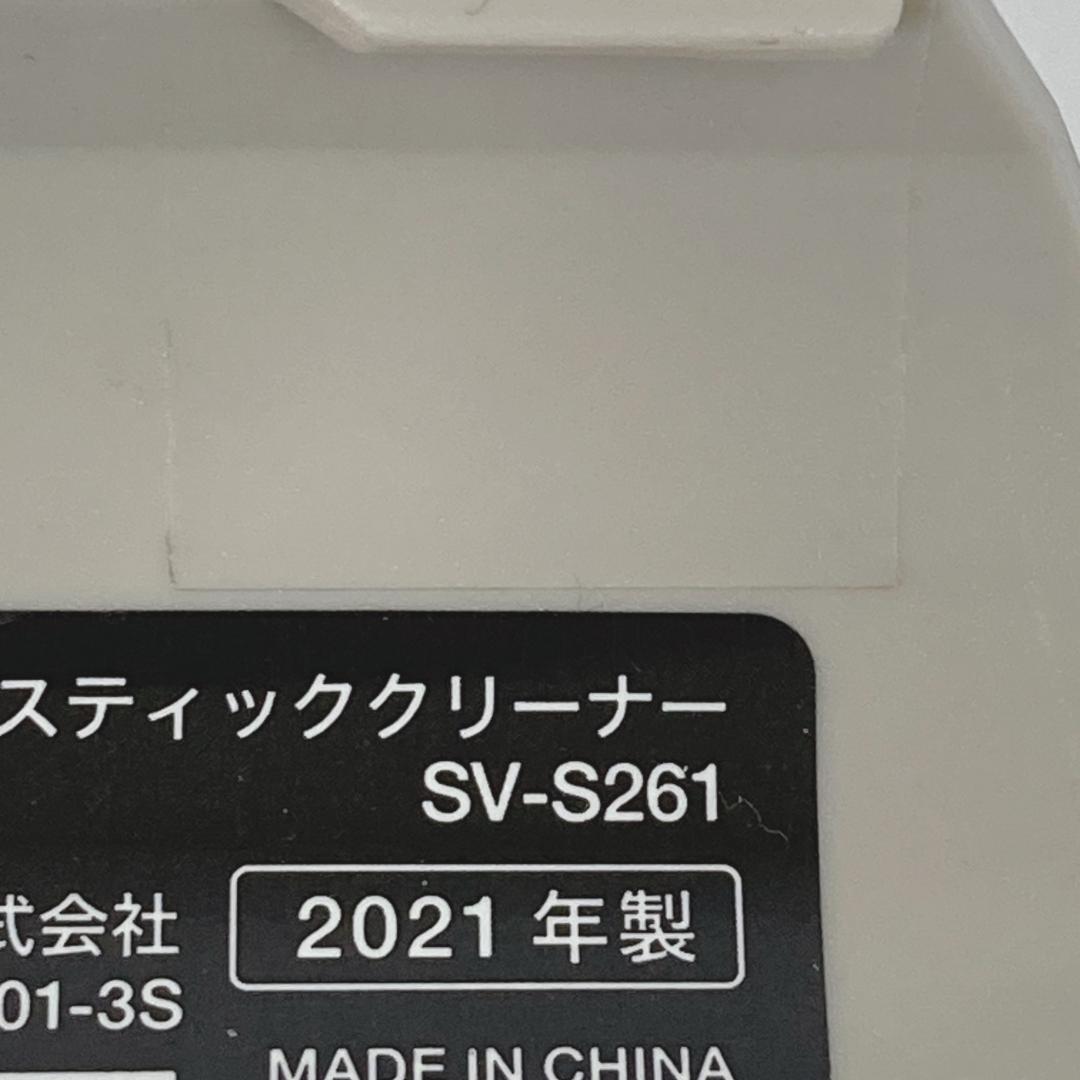 スティッククリーナー
SV-S261
式会社
2021 年製
01-3S
MADE IN CHINA